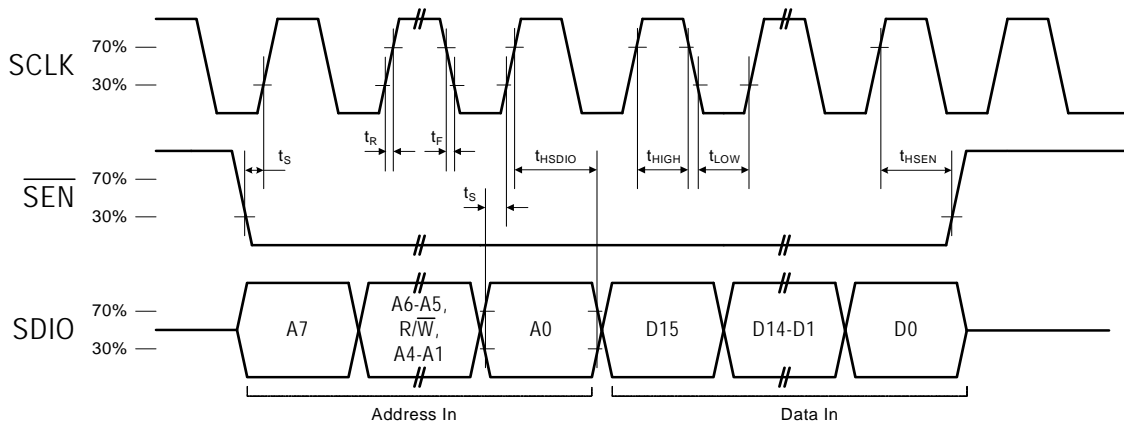 SCLK
70%
30%
tR
tF
tS
tHSDIO
tHIGH
tLOW
tHSEN
SEN
70%
30%
tS
SDIO
70%
30%
A7
A6-A5,
R/W,
A4-A1
A0
D15
D14-D1
D0
Address In
Data In